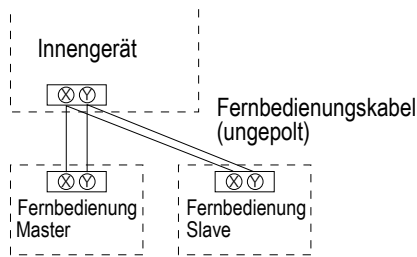 Innengerät
X Y
Fernbedienungskabel
(ungepolt)
X Y
Fernbedienung
Master
X Y
Fernbedienung
Slave